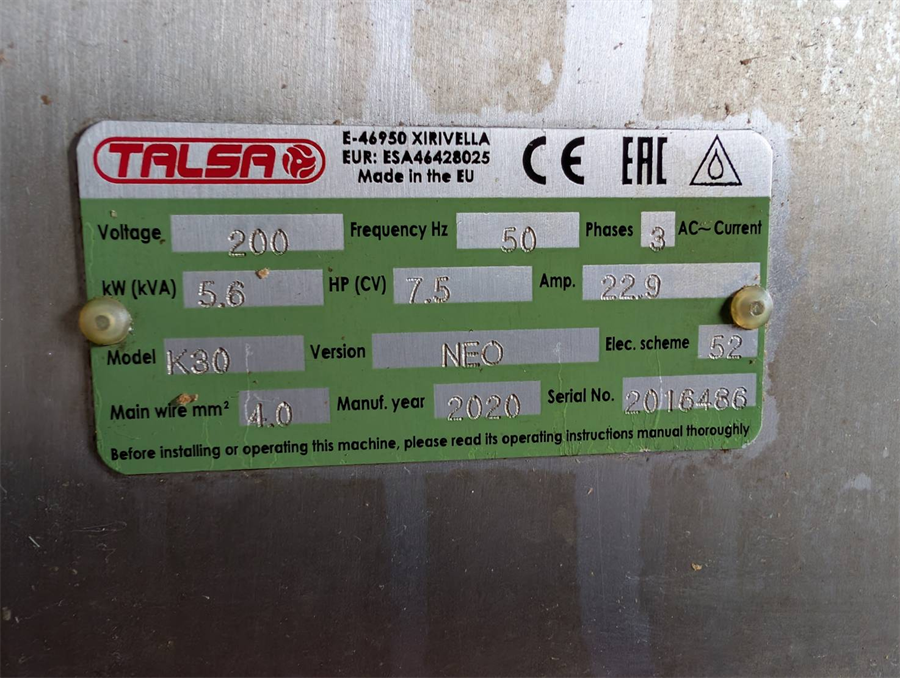 TALSA
E-46950 XIRIVELLA
EUR: ESA46428025
Made in the EU
CE EAC
Voltage 200 Frequency Hz 50 Phases 3 AC~ Current
kW (kVA) 5.6 HP (CV) 7.5 Amp. 22.9
Model K30 Version NEO Elec. scheme 52
Main wire mm² 4.0 Manuf. year 2020 Serial No. 2016486
Before installing or operating this machine, please read its operating instructions manual thoroughly